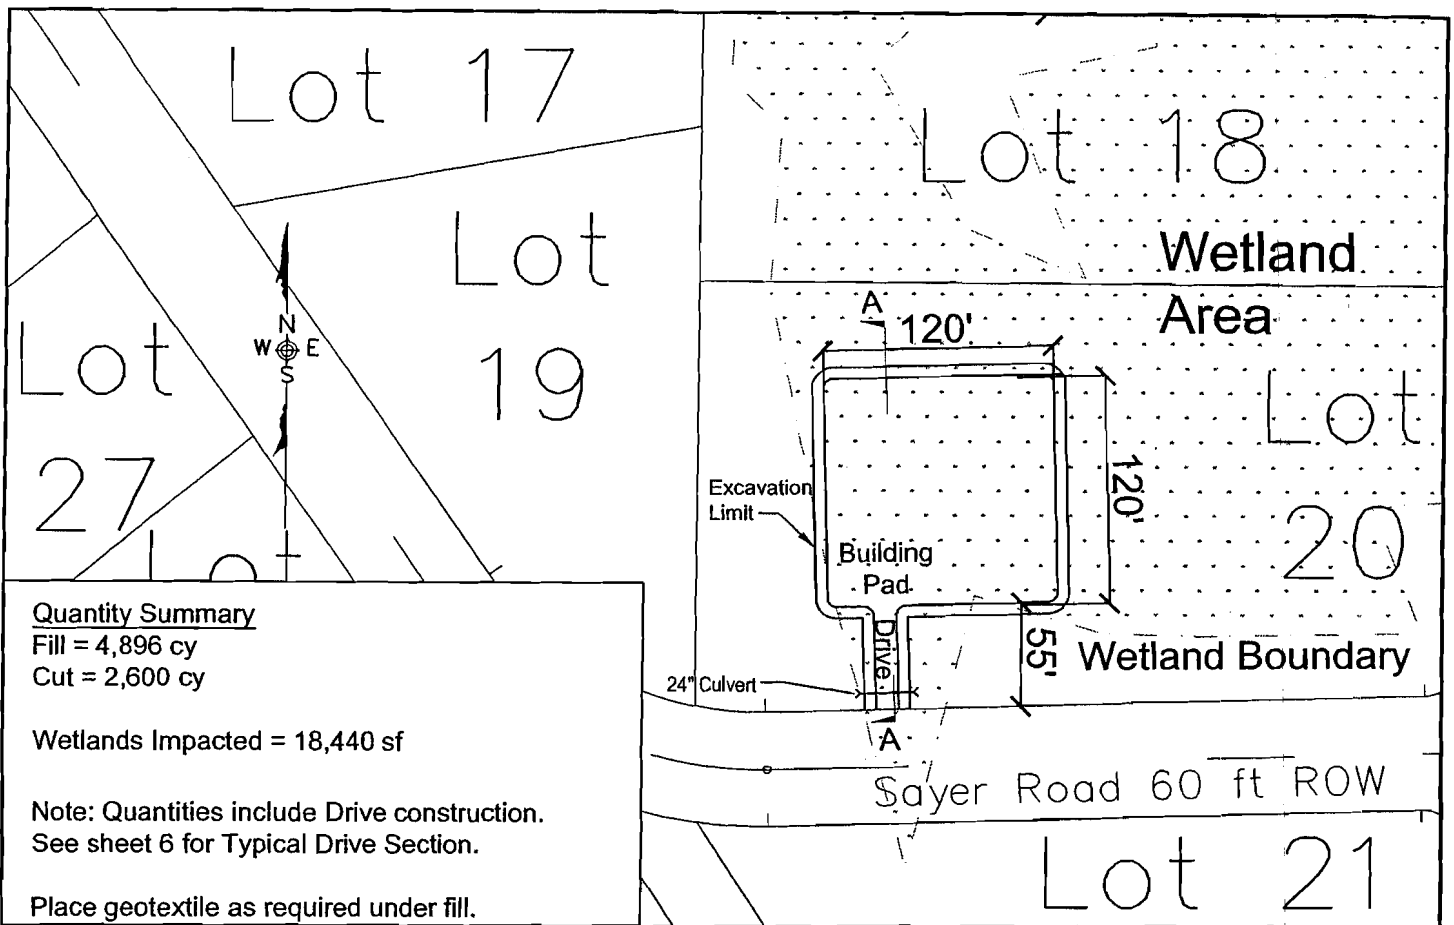 Lot 17
Lot 18
Wetland
Area
Lot
19
N
W E
S
Lot
27
Lot
A
120'
120'
Lot
20
Excavation
Limit
Building
Pad
Drive
55'
Wetland Boundary
24" Culvert
A
Sayer Road 60 ft ROW
Lot 21
Quantity Summary
Fill = 4,896 cy
Cut = 2,600 cy
Wetlands Impacted = 18,440 sf
Note: Quantities include Drive construction.
See sheet 6 for Typical Drive Section.
Place geotextile as required under fill.